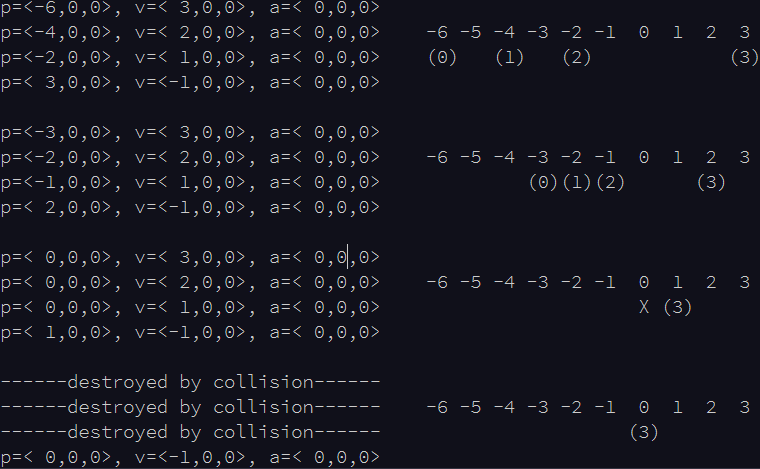 p=<-6,0,0>, v=< 3,0,0>, a=< 0,0,0>
p=<-4,0,0>, v=< 2,0,0>, a=< 0,0,0>    -6 -5 -4 -3 -2 -1  0  1  2  3
p=<-2,0,0>, v=< 1,0,0>, a=< 0,0,0>    (0)   (1)   (2)            (3)
p=< 3,0,0>, v=<-1,0,0>, a=< 0,0,0>

p=<-3,0,0>, v=< 3,0,0>, a=< 0,0,0>
p=<-2,0,0>, v=< 2,0,0>, a=< 0,0,0>    -6 -5 -4 -3 -2 -1  0  1  2  3
p=<-1,0,0>, v=< 1,0,0>, a=< 0,0,0>             (0)(1)(2)      (3)
p=< 2,0,0>, v=<-1,0,0>, a=< 0,0,0>

p=< 0,0,0>, v=< 3,0,0>, a=< 0,0,0>
p=< 0,0,0>, v=< 2,0,0>, a=< 0,0,0>    -6 -5 -4 -3 -2 -1  0  1  2  3
p=< 0,0,0>, v=< 1,0,0>, a=< 0,0,0>                       X (3)
p=< 1,0,0>, v=<-1,0,0>, a=< 0,0,0>

------destroyed by collision------
------destroyed by collision------    -6 -5 -4 -3 -2 -1  0  1  2  3
------destroyed by collision------                      (3)
p=< 0,0,0>, v=<-1,0,0>, a=< 0,0,0>